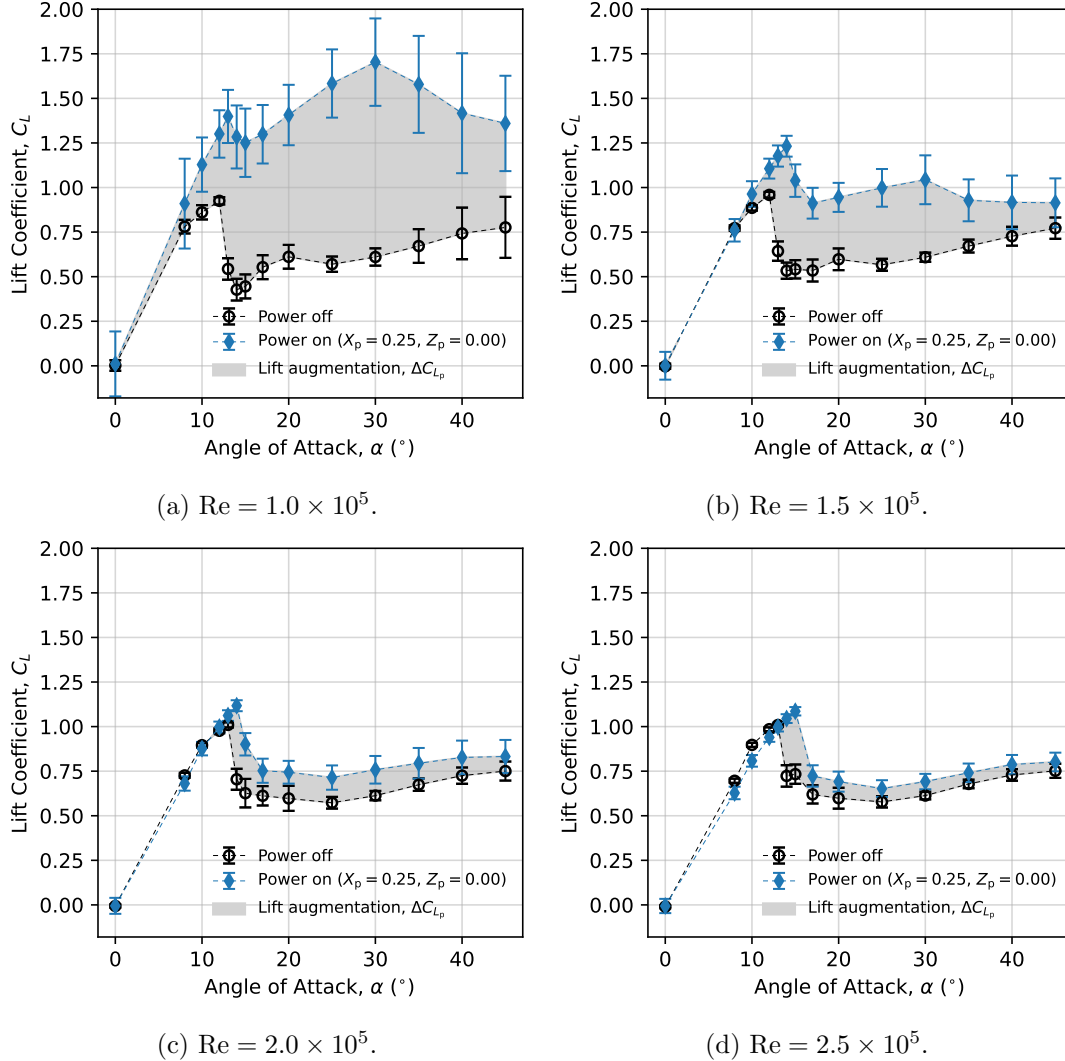 2.00
1.75
1.50
1.25
1.00
0.75
0.50
0.25
0.00
Lift Coefficient, C_L
Power off
Power on (X_p = 0.25, Z_p = 0.00)
Lift augmentation, ΔC_{L_p}
0 10 20 30 40
Angle of Attack, α (°)
(a) Re = 1.0 × 10^5.
2.00
1.75
1.50
1.25
1.00
0.75
0.50
0.25
0.00
Lift Coefficient, C_L
Power off
Power on (X_p = 0.25, Z_p = 0.00)
Lift augmentation, ΔC_{L_p}
0 10 20 30 40
Angle of Attack, α (°)
(b) Re = 1.5 × 10^5.
2.00
1.75
1.50
1.25
1.00
0.75
0.50
0.25
0.00
Lift Coefficient, C_L
Power off
Power on (X_p = 0.25, Z_p = 0.00)
Lift augmentation, ΔC_{L_p}
0 10 20 30 40
Angle of Attack, α (°)
(c) Re = 2.0 × 10^5.
2.00
1.75
1.50
1.25
1.00
0.75
0.50
0.25
0.00
Lift Coefficient, C_L
Power off
Power on (X_p = 0.25, Z_p = 0.00)
Lift augmentation, ΔC_{L_p}
0 10 20 30 40
Angle of Attack, α (°)
(d) Re = 2.5 × 10^5.